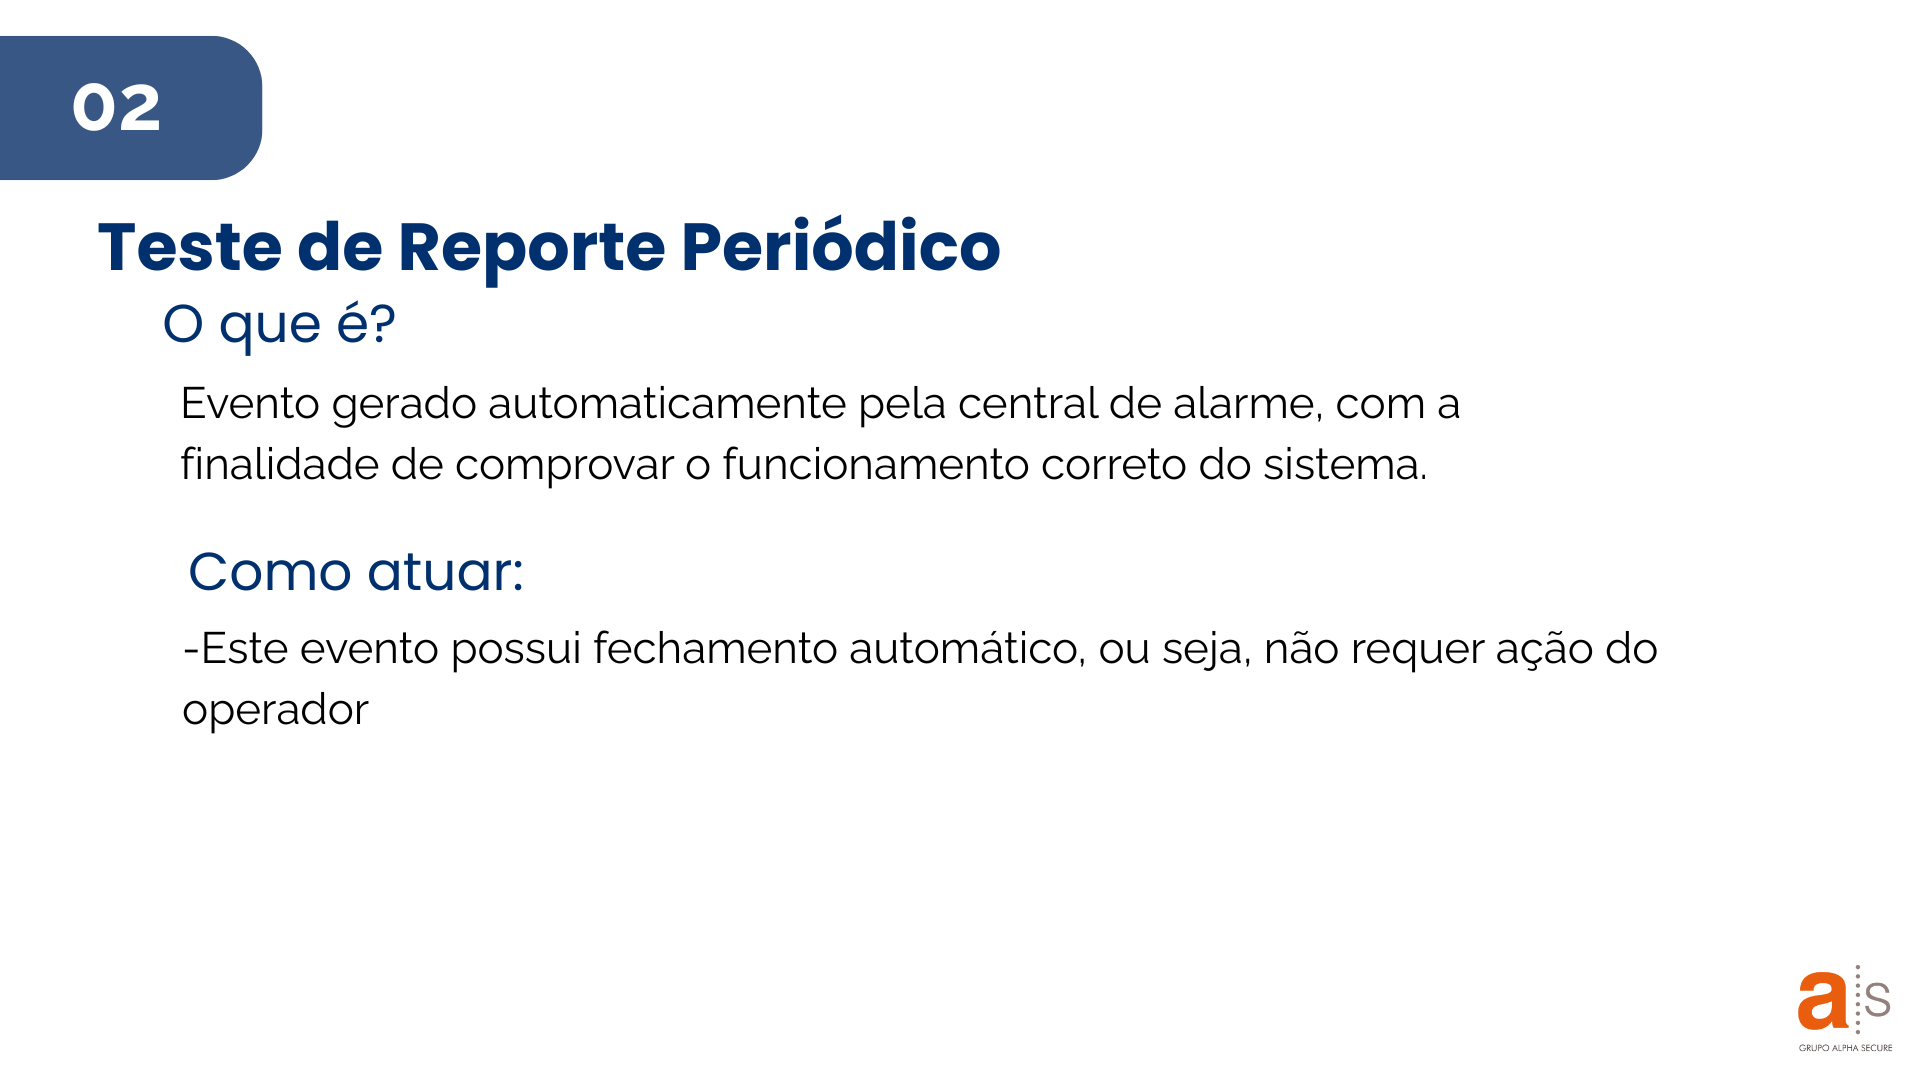 02
Teste de Reporte Periódico
O que é?
Evento gerado automaticamente pela central de alarme, com a
finalidade de comprovar o funcionamento correto do sistema.
Como atuar:
-Este evento possui fechamento automático, ou seja, não requer ação do
operador
a s
GRUPO ALPHA SECURE